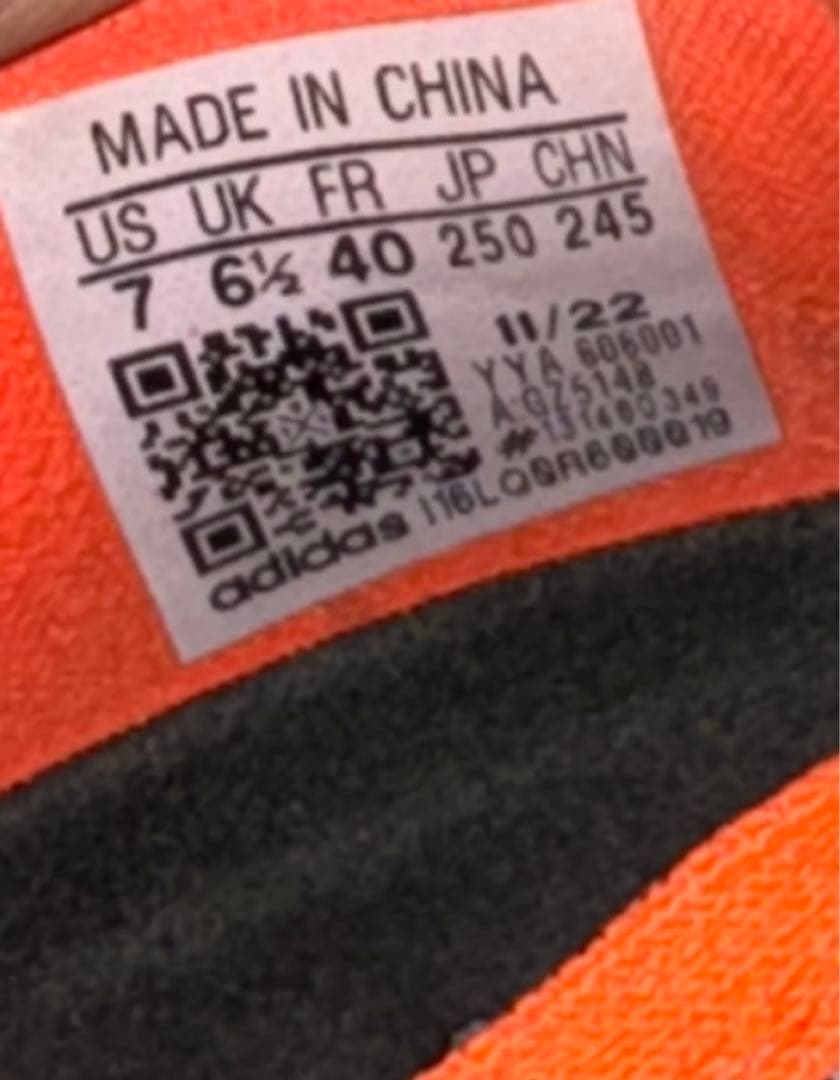 MADE IN CHINA
US UK FR JP CHN
7 6½ 40 250 245
11/22
YYA 606001
A:GZ5148
#131480349
adidas